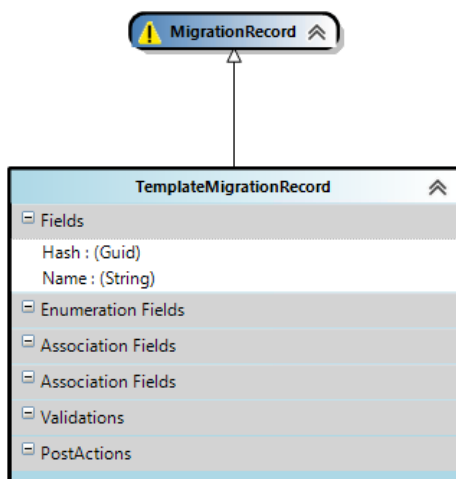 MigrationRecord
TemplateMigrationRecord
Fields
Hash : (Guid)
Name : (String)
Enumeration Fields
Association Fields
Association Fields
Validations
PostActions